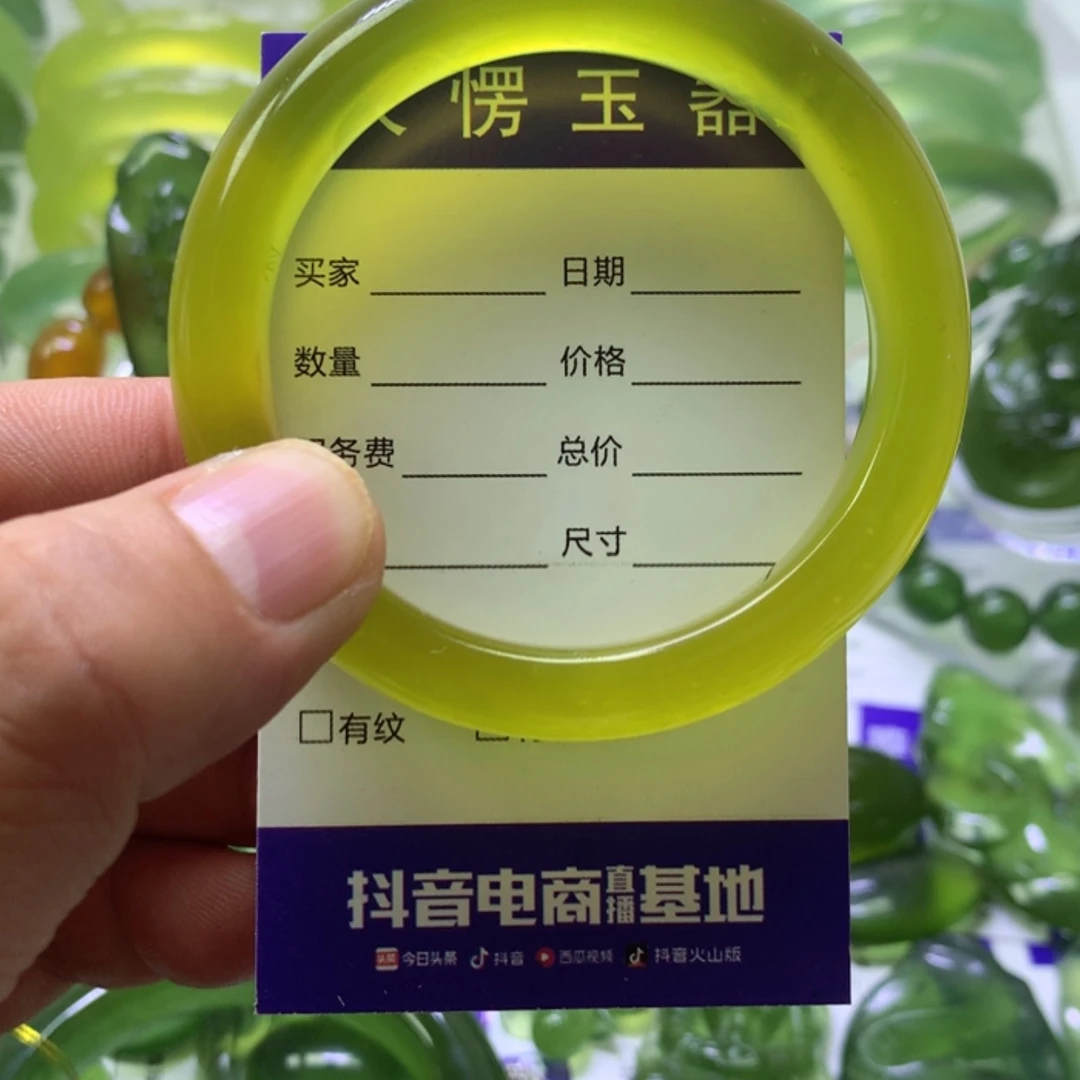 愣玉器
买家 日期
数量 价格
务费 总价
尺寸
□有纹
抖音电商直播基地
头条 今日头条 抖音 西瓜视频 抖音火山版